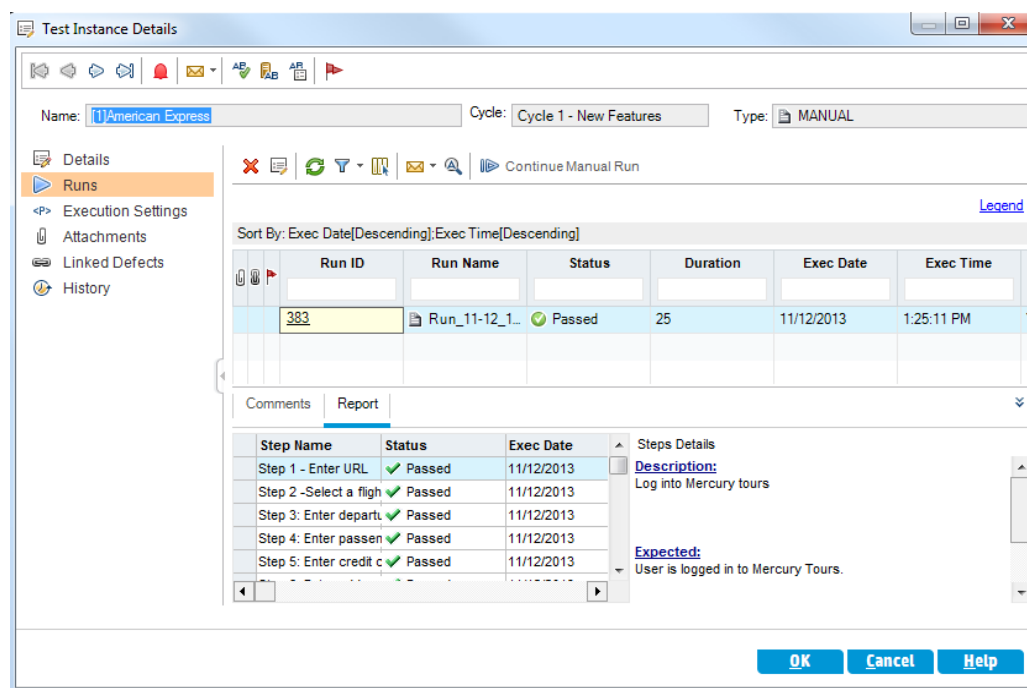 Test Instance Details
Name: [1]American Express Cycle: Cycle 1 - New Features Type: MANUAL
Details
Runs
<P> Execution Settings
Attachments
Linked Defects
History
Continue Manual Run
Legend
Sort By: Exec Date[Descending];Exec Time[Descending]
Run ID Run Name Status Duration Exec Date Exec Time
383 Run_11-12_1... Passed 25 11/12/2013 1:25:11 PM
Comments Report
Step Name Status Exec Date
Step 1 - Enter URL Passed 11/12/2013
Step 2 -Select a fligh Passed 11/12/2013
Step 3: Enter departu Passed 11/12/2013
Step 4: Enter passen Passed 11/12/2013
Step 5: Enter credit c Passed 11/12/2013
Steps Details
Description:
Log into Mercury tours
Expected:
User is logged in to Mercury Tours.
OK Cancel Help